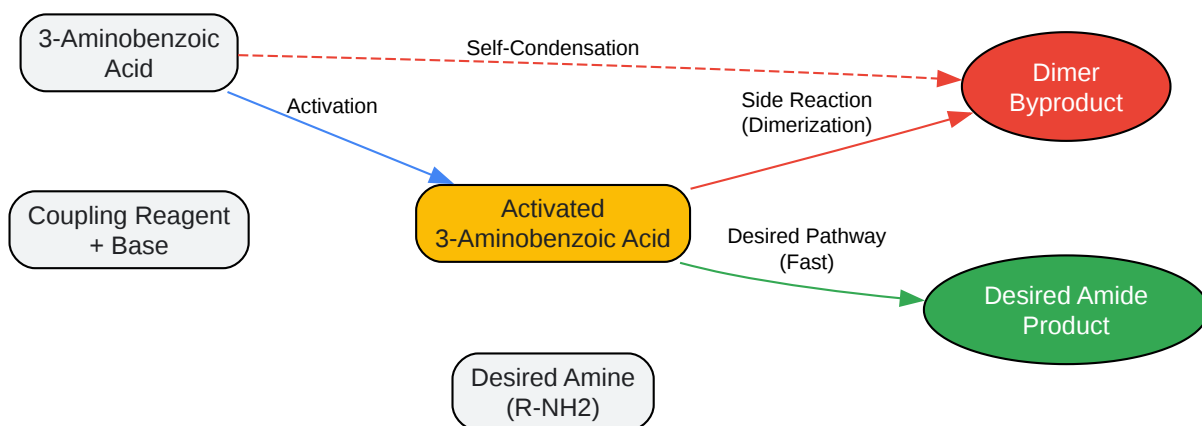 3-Aminobenzoic
Acid
Self-Condensation
Dimer
Byproduct
Activation
Side Reaction
(Dimerization)
Coupling Reagent
+ Base
Activated
3-Aminobenzoic Acid
Desired Pathway
(Fast)
Desired Amide
Product
Desired Amine
(R-NH2)